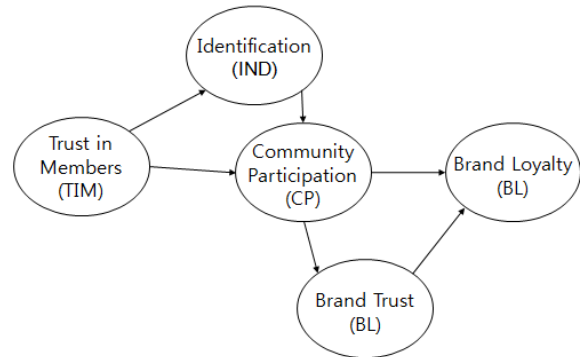 Identification
(IND)
Trust in
Members
(TIM)
Community
Participation
(CP)
Brand Loyalty
(BL)
Brand Trust
(BL)